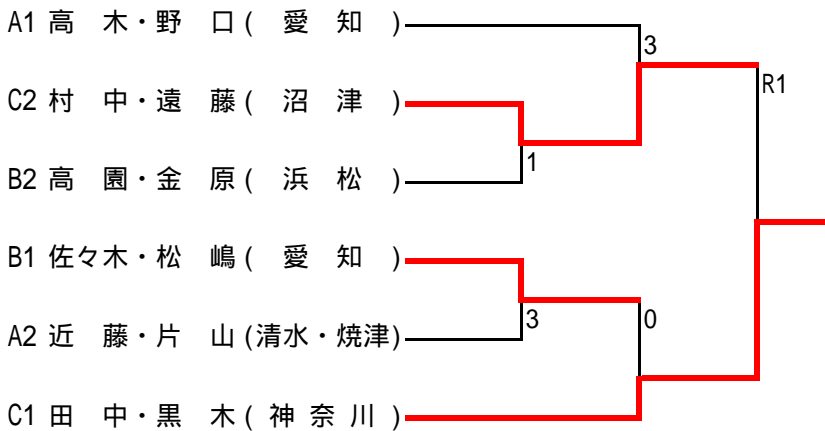 A1 高　木・野　口(　愛　知　)
3
R1
C2 村　中・遠　藤(　沼　津　)
1
B2 高　園・金　原(　浜　松　)
B1 佐々木・松　嶋(　愛　知　)
3
0
A2 近　藤・片　山(清水・焼津)
C1 田　中・黒　木(神 奈 川)